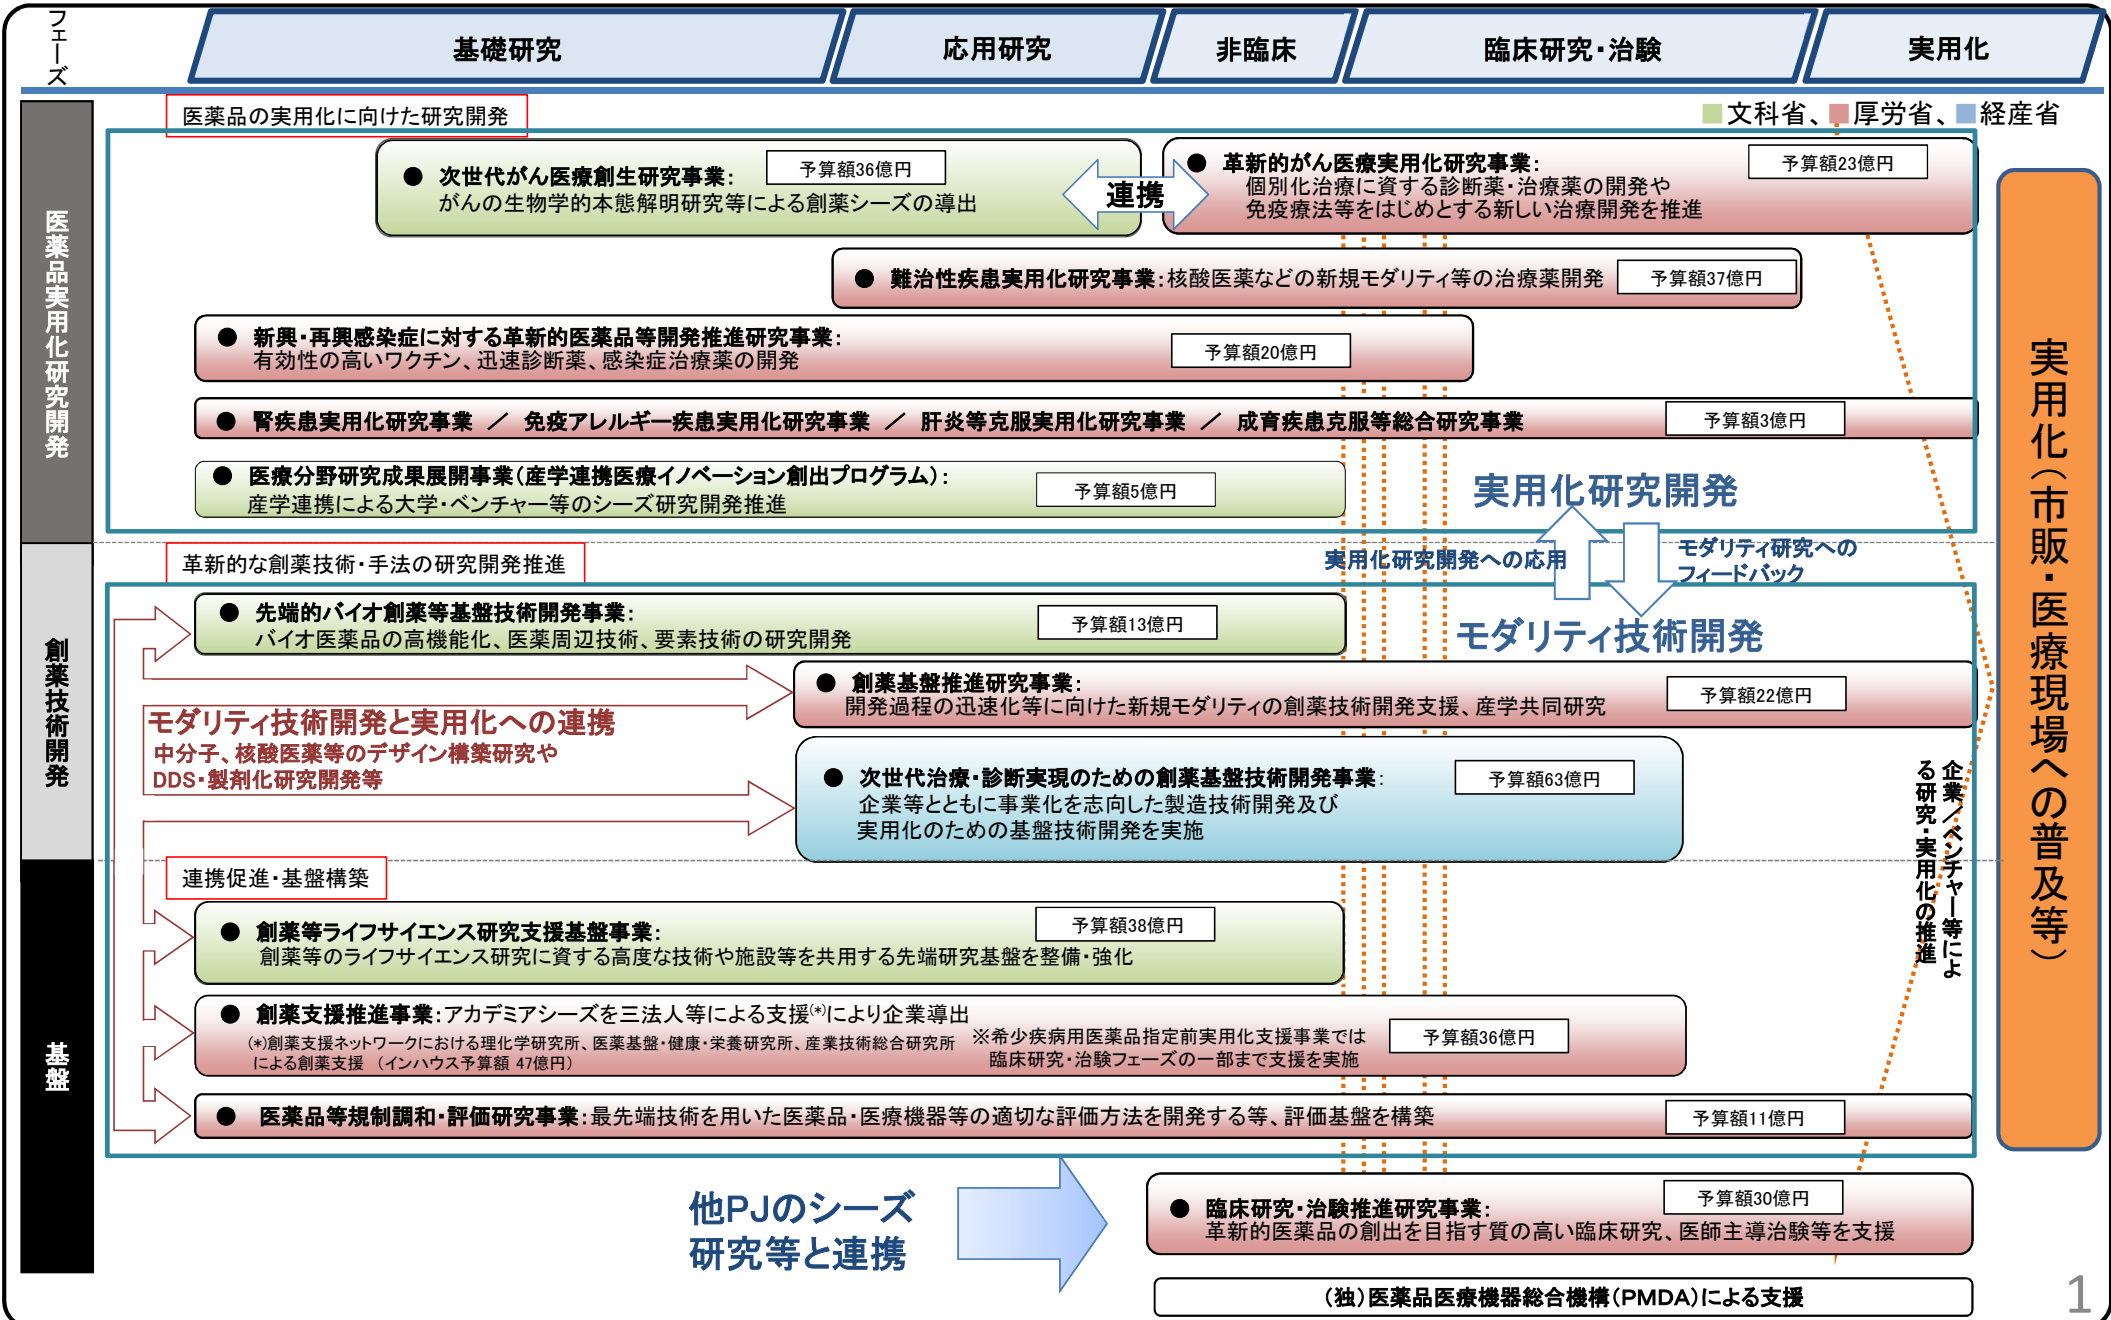 フェーズ
基礎研究
応用研究
非臨床
臨床研究・治験
実用化
医薬品の実用化に向けた研究開発
■文科省、■厚労省、■経産省
医薬品実用化研究開発
● 次世代がん医療創生研究事業：
予算額36億円
がんの生物学的本態解明研究等による創薬シーズの導出
連携
● 革新的がん医療実用化研究事業：
予算額23億円
個別化治療に資する診断薬・治療薬の開発や
免疫療法等をはじめとする新しい治療開発を推進
● 難治性疾患実用化研究事業：核酸医薬などの新規モダリティ等の治療薬開発
予算額37億円
● 新興・再興感染症に対する革新的医薬品等開発推進研究事業：
有効性の高いワクチン、迅速診断薬、感染症治療薬の開発
予算額20億円
● 腎疾患実用化研究事業 ／ 免疫アレルギー疾患実用化研究事業 ／ 肝炎等克服実用化研究事業 ／ 成育疾患克服等総合研究事業
予算額3億円
● 医療分野研究成果展開事業（産学連携医療イノベーション創出プログラム）：
産学連携による大学・ベンチャー等のシーズ研究開発推進
予算額5億円
実用化研究開発
実用化研究開発への応用
モダリティ研究への
フィードバック
モダリティ技術開発
革新的な創薬技術・手法の研究開発推進
創薬技術開発
● 先端的バイオ創薬等基盤技術開発事業：
バイオ医薬品の高機能化、医薬周辺技術、要素技術の研究開発
予算額13億円
● 創薬基盤推進研究事業：
開発過程の迅速化等に向けた新規モダリティの創薬技術開発支援、産学共同研究
予算額22億円
モダリティ技術開発と実用化への連携
中分子、核酸医薬等のデザイン構築研究や
DDS・製剤化研究開発等
● 次世代治療・診断実現のための創薬基盤技術開発事業：
予算額63億円
企業等とともに事業化を志向した製造技術開発及び
実用化のための基盤技術開発を実施
企業／ベンチャー等によ
る研究・実用化の推進
実用化（市販・医療現場への普及等）
連携促進・基盤構築
基盤
● 創薬等ライフサイエンス研究支援基盤事業：
予算額38億円
創薬等のライフサイエンス研究に資する高度な技術や施設等を共用する先端研究基盤を整備・強化
● 創薬支援推進事業：アカデミアシーズを三法人等による支援(*)により企業導出
(*)創薬支援ネットワークにおける理化学研究所、医薬基盤・健康・栄養研究所、産業技術総合研究所
による創薬支援 （インハウス予算額 47億円）
※希少疾病用医薬品指定前実用化支援事業では
臨床研究・治験フェーズの一部まで支援を実施
予算額36億円
● 医薬品等規制調和・評価研究事業：最先端技術を用いた医薬品・医療機器等の適切な評価方法を開発する等、評価基盤を構築
予算額11億円
他PJのシーズ
研究等と連携
● 臨床研究・治験推進研究事業：
予算額30億円
革新的医薬品の創出を目指す質の高い臨床研究、医師主導治験等を支援
（独）医薬品医療機器総合機構（PMDA）による支援
1